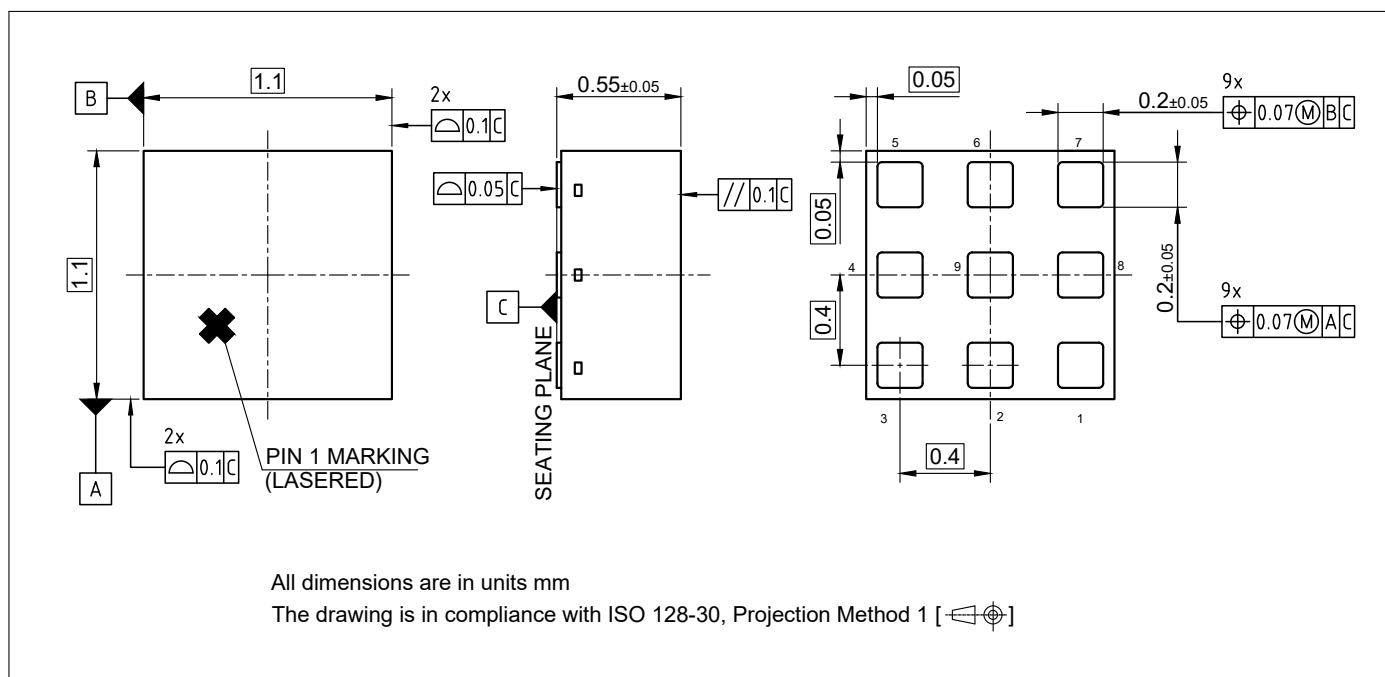 B
1.1
2x
⌓ 0.1 C
1.1
2x
⌓ 0.1 C
A
PIN 1 MARKING
(LASERED)
0.55±0.05
⌓ 0.05 C
// 0.1 C
C
SEATING PLANE
0.05
0.2±0.05
9x
⌖ 0.07 Ⓜ B C
5 6 7
0.05
0.2±0.05
4 9 8
0.4
9x
⌖ 0.07 Ⓜ A C
3 2 1
0.4
All dimensions are in units mm
The drawing is in compliance with ISO 128-30, Projection Method 1 [ ]